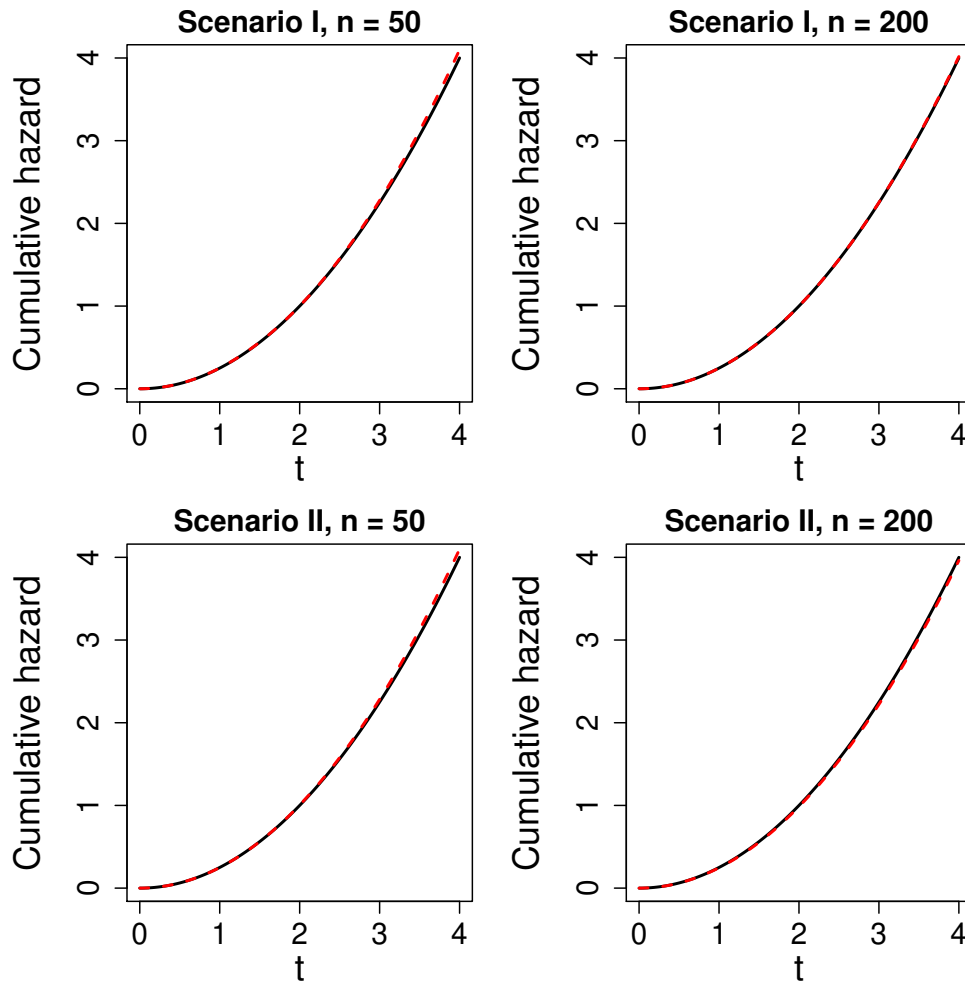 Scenario I, n = 50
Cumulative hazard
4
3
2
1
0
0 1 2 3 4
t
Scenario I, n = 200
Cumulative hazard
4
3
2
1
0
0 1 2 3 4
t
Scenario II, n = 50
Cumulative hazard
4
3
2
1
0
0 1 2 3 4
t
Scenario II, n = 200
Cumulative hazard
4
3
2
1
0
0 1 2 3 4
t